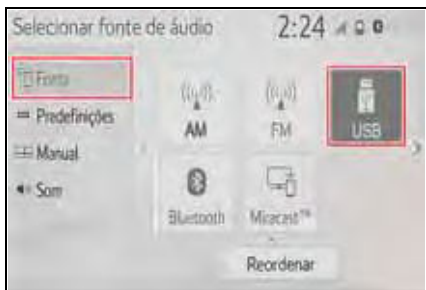 Selecionar fonte de áudio 2:24
Fonte
Predefinições
Manual
Som
AM
FM
USB
Bluetooth
Miracast™
Reordenar